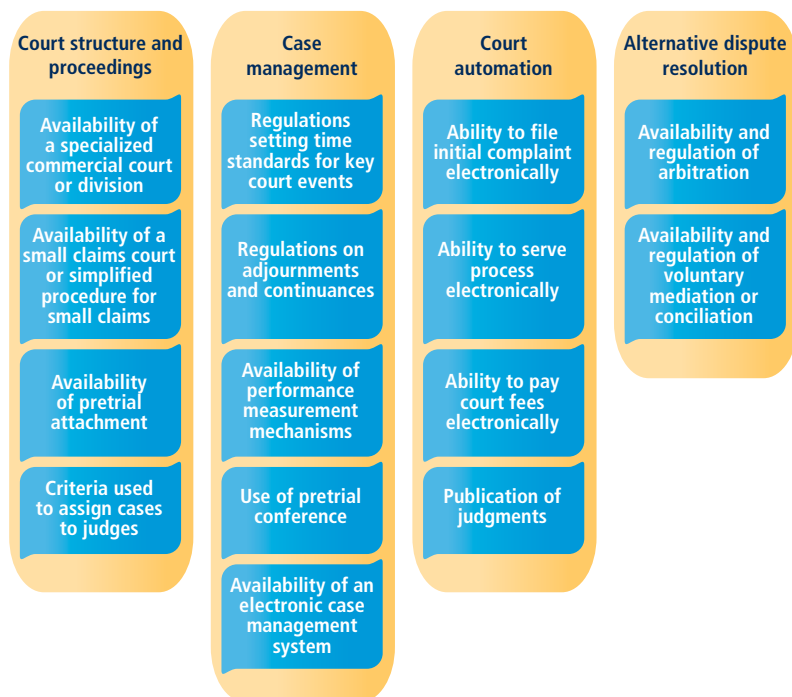 Court structure and
proceedings
Availability of
a specialized
commercial court
or division
Availability of a
small claims court
or simplified
procedure for
small claims
Availability
of pretrial
attachment
Criteria used
to assign cases
to judges
Case
management
Regulations
setting time
standards for key
court events
Regulations on
adjournments
and continuances
Availability of
performance
measurement
mechanisms
Use of pretrial
conference
Availability of an
electronic case
management
system
Court
automation
Ability to file
initial complaint
electronically
Ability to serve
process
electronically
Ability to pay
court fees
electronically
Publication of
judgments
Alternative dispute
resolution
Availability and
regulation of
arbitration
Availability and
regulation of
voluntary
mediation or
conciliation